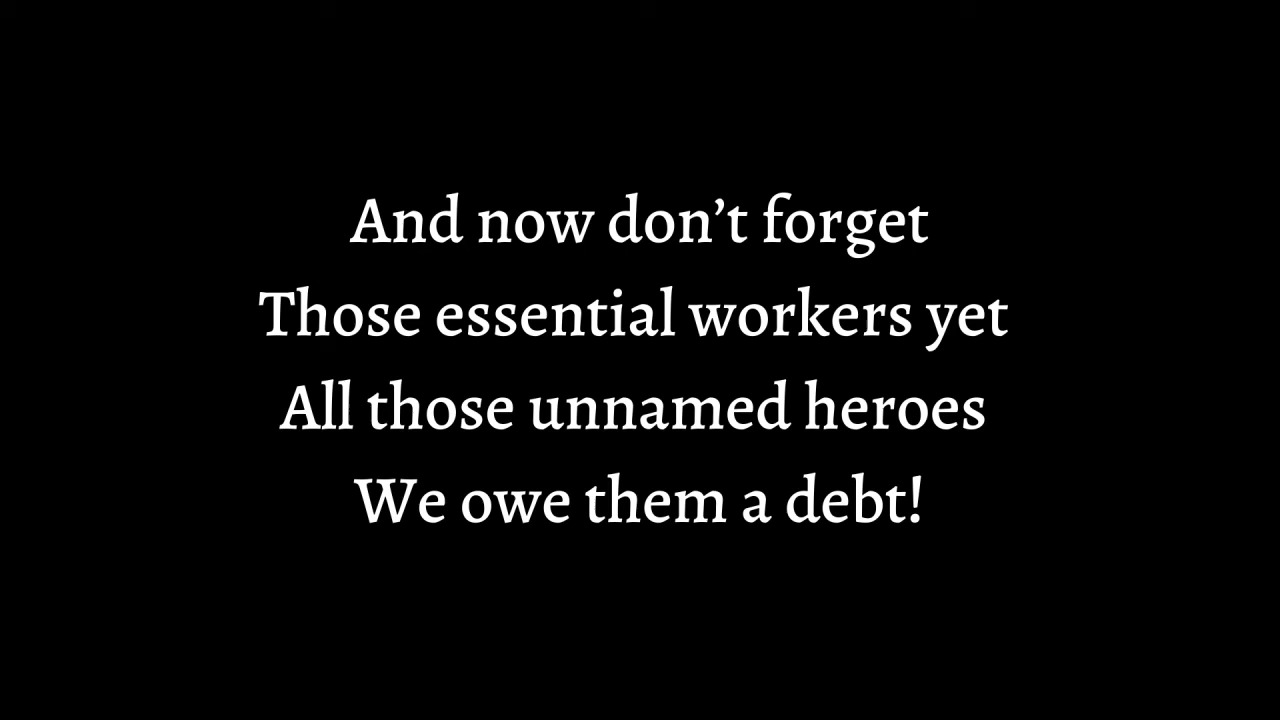 And now don’t forget
Those essential workers yet
All those unnamed heroes
We owe them a debt!